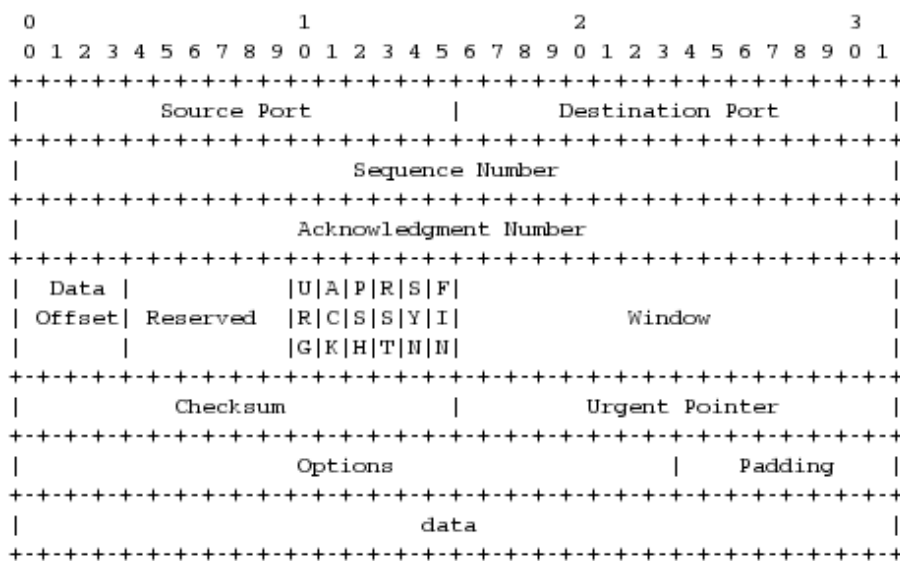 0                   1                   2                   3
 0 1 2 3 4 5 6 7 8 9 0 1 2 3 4 5 6 7 8 9 0 1 2 3 4 5 6 7 8 9 0 1
+-+-+-+-+-+-+-+-+-+-+-+-+-+-+-+-+-+-+-+-+-+-+-+-+-+-+-+-+-+-+-+-+
|          Source Port          |       Destination Port        |
+-+-+-+-+-+-+-+-+-+-+-+-+-+-+-+-+-+-+-+-+-+-+-+-+-+-+-+-+-+-+-+-+
|                        Sequence Number                        |
+-+-+-+-+-+-+-+-+-+-+-+-+-+-+-+-+-+-+-+-+-+-+-+-+-+-+-+-+-+-+-+-+
|                    Acknowledgment Number                      |
+-+-+-+-+-+-+-+-+-+-+-+-+-+-+-+-+-+-+-+-+-+-+-+-+-+-+-+-+-+-+-+-+
|  Data |           |U|A|P|R|S|F|                               |
| Offset| Reserved  |R|C|S|S|Y|I|            Window             |
|       |           |G|K|H|T|N|N|                               |
+-+-+-+-+-+-+-+-+-+-+-+-+-+-+-+-+-+-+-+-+-+-+-+-+-+-+-+-+-+-+-+-+
|           Checksum            |         Urgent Pointer        |
+-+-+-+-+-+-+-+-+-+-+-+-+-+-+-+-+-+-+-+-+-+-+-+-+-+-+-+-+-+-+-+-+
|                    Options                    |    Padding    |
+-+-+-+-+-+-+-+-+-+-+-+-+-+-+-+-+-+-+-+-+-+-+-+-+-+-+-+-+-+-+-+-+
|                             data                              |
+-+-+-+-+-+-+-+-+-+-+-+-+-+-+-+-+-+-+-+-+-+-+-+-+-+-+-+-+-+-+-+-+